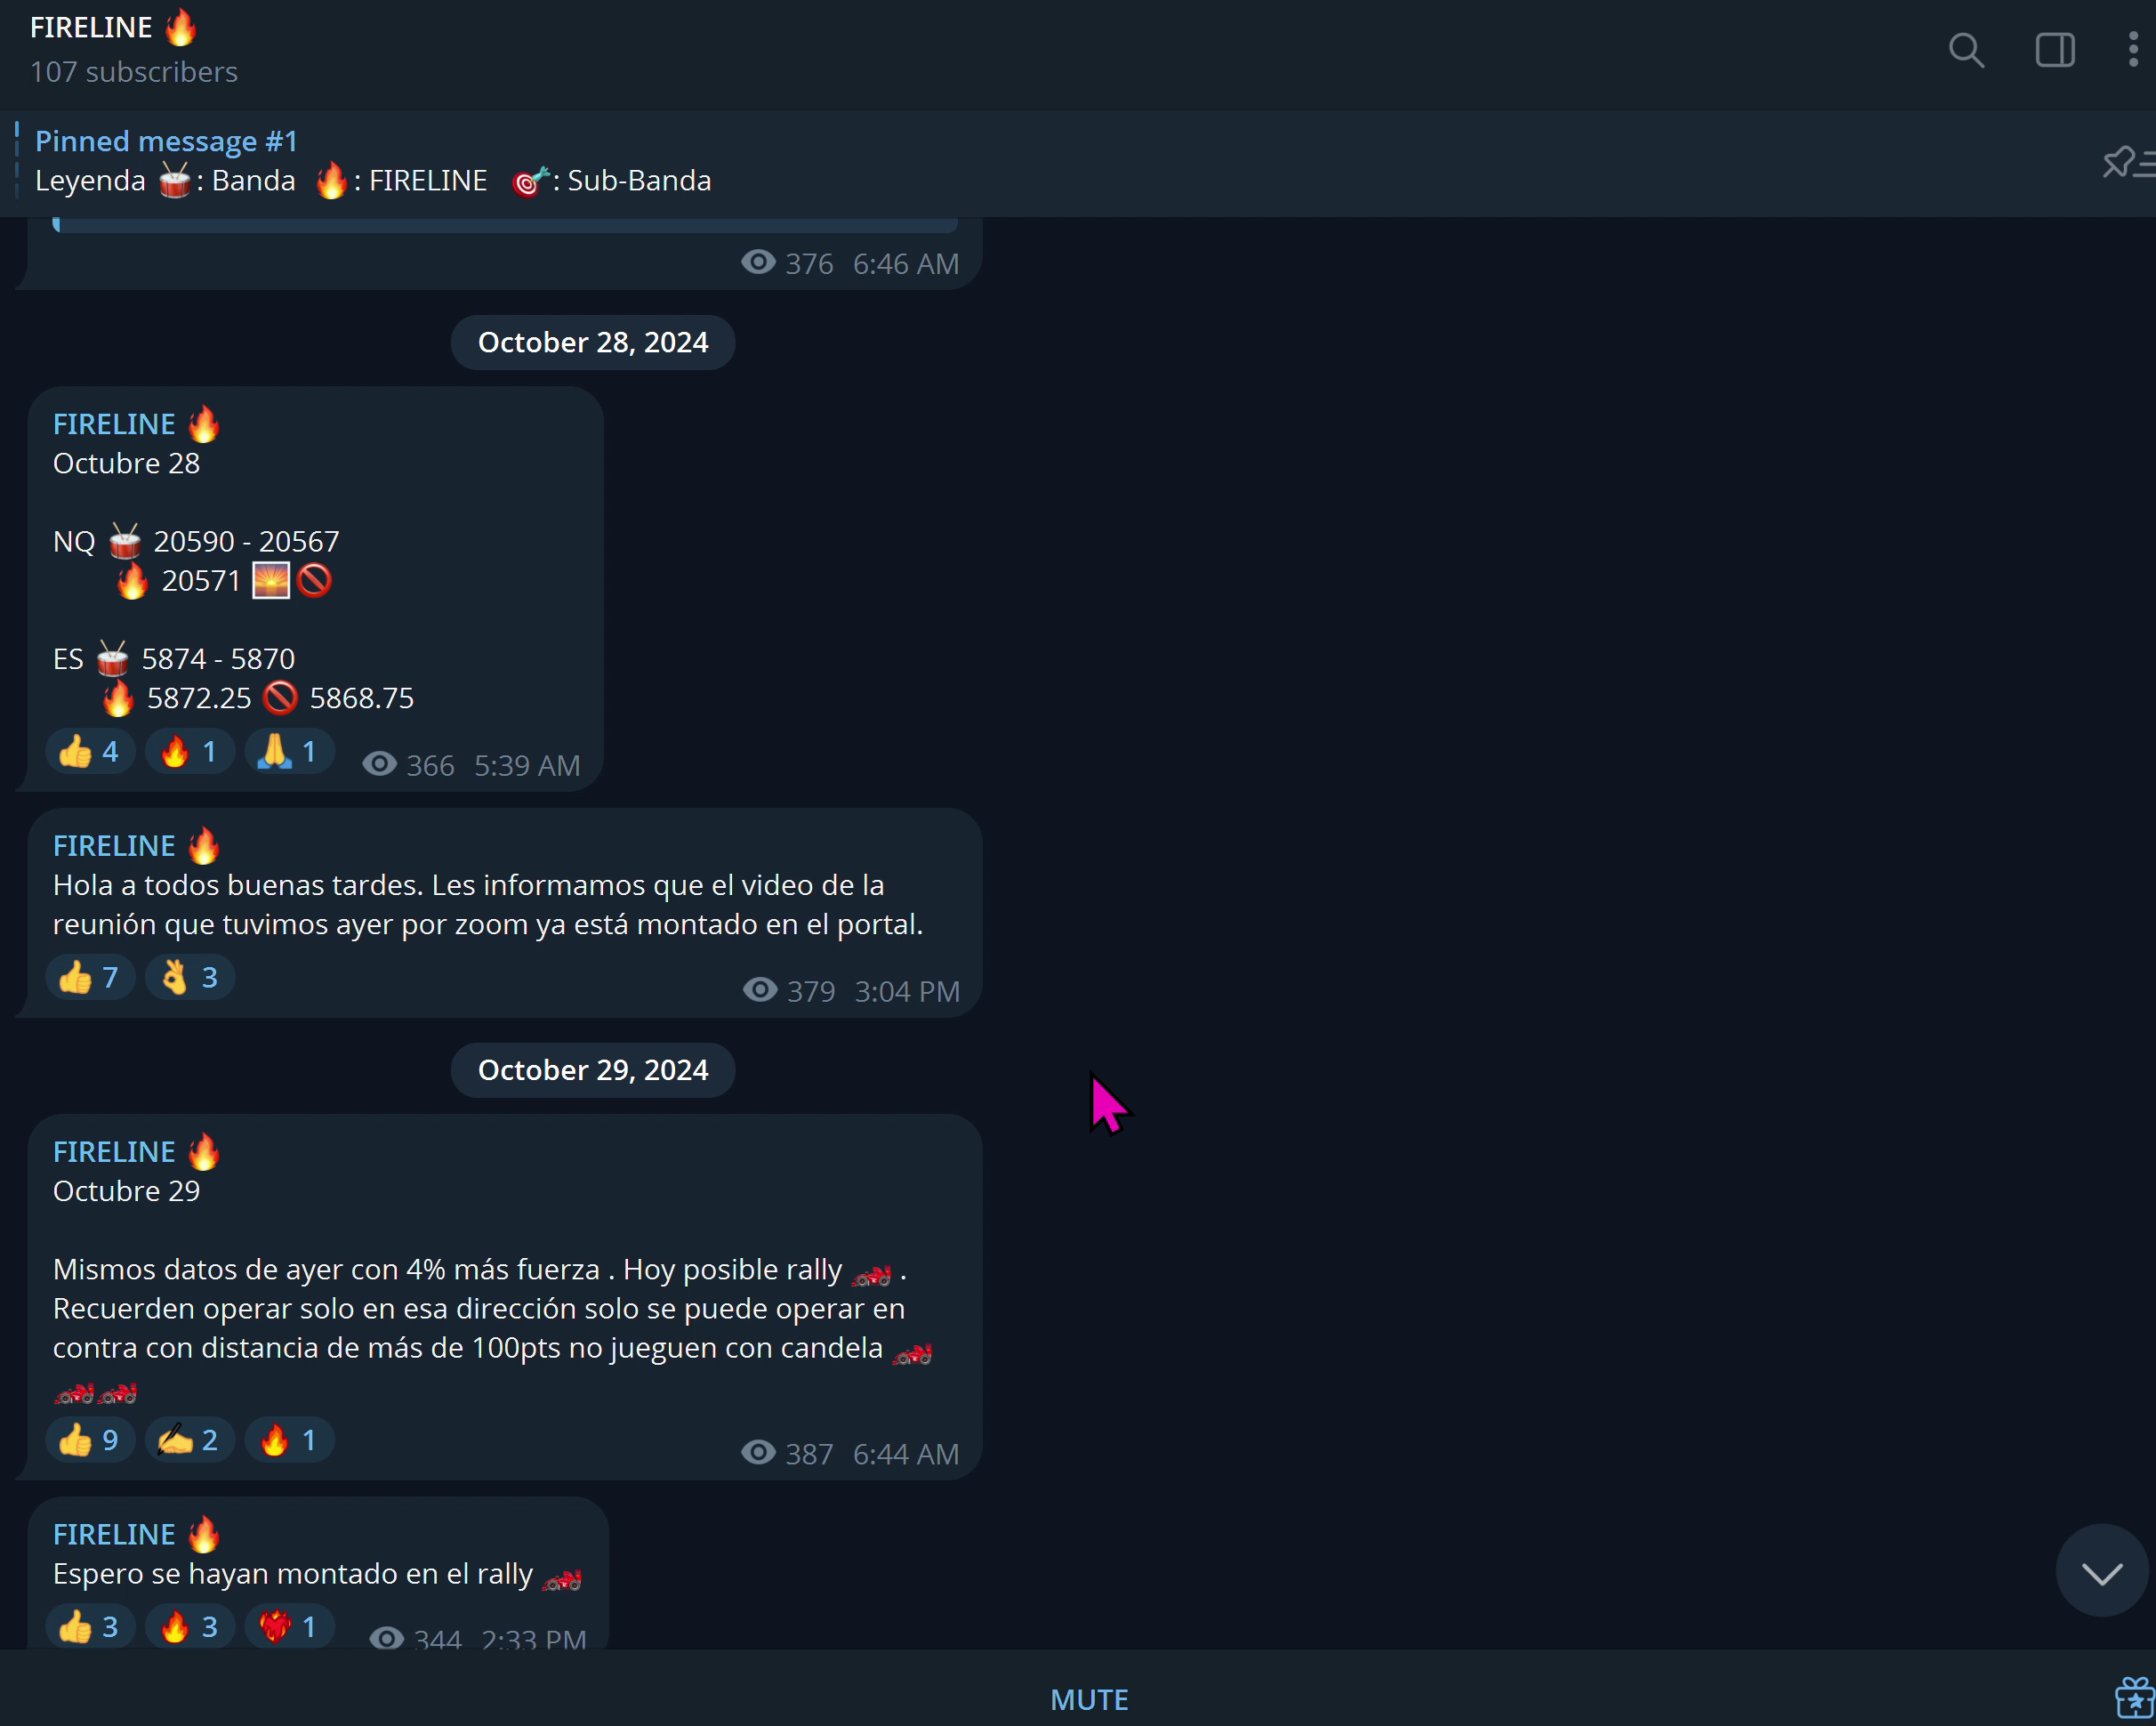 FIRELINE 🔥
107 subscribers
Pinned message #1
Leyenda 🥁: Banda 🔥: FIRELINE 🎯: Sub-Banda
376 6:46 AM
October 28, 2024
FIRELINE 🔥
Octubre 28
NQ 🥁 20590 - 20567
🔥 20571 🌅🚫
ES 🥁 5874 - 5870
🔥 5872.25 🚫 5868.75
👍 4 🔥 1 🙏 1 366 5:39 AM
FIRELINE 🔥
Hola a todos buenas tardes. Les informamos que el video de la
reunión que tuvimos ayer por zoom ya está montado en el portal.
👍 7 👌 3 379 3:04 PM
October 29, 2024
FIRELINE 🔥
Octubre 29
Mismos datos de ayer con 4% más fuerza . Hoy posible rally 🏎 .
Recuerden operar solo en esa dirección solo se puede operar en
contra con distancia de más de 100pts no jueguen con candela 🏎
🏎🏎
👍 9 ✍ 2 🔥 1 387 6:44 AM
FIRELINE 🔥
Espero se hayan montado en el rally 🏎
👍 3 🔥 3 ❤‍🔥 1 344 2:33 PM
MUTE